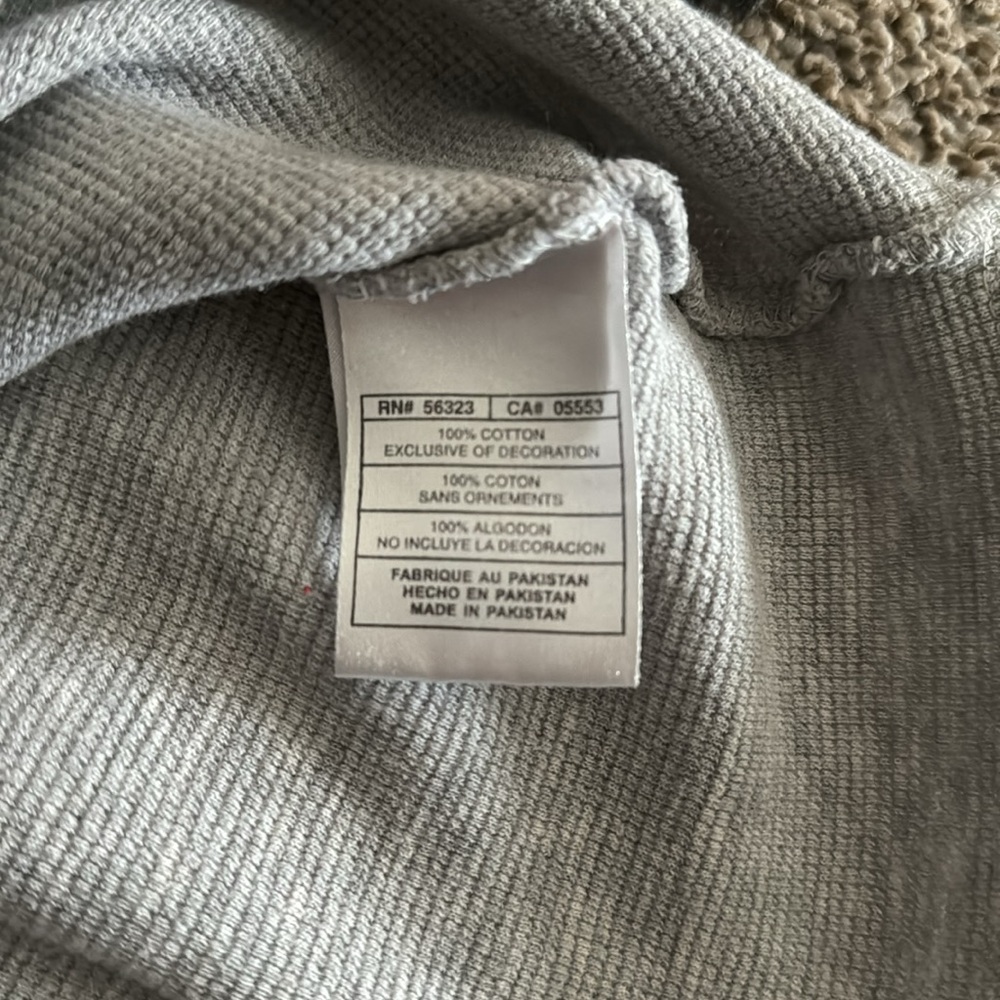 RN# 56323 CA# 05553
100% COTTON
EXCLUSIVE OF DECORATION
100% COTON
SANS ORNEMENTS
100% ALGODON
NO INCLUYE LA DECORACION
FABRIQUE AU PAKISTAN
HECHO EN PAKISTAN
MADE IN PAKISTAN